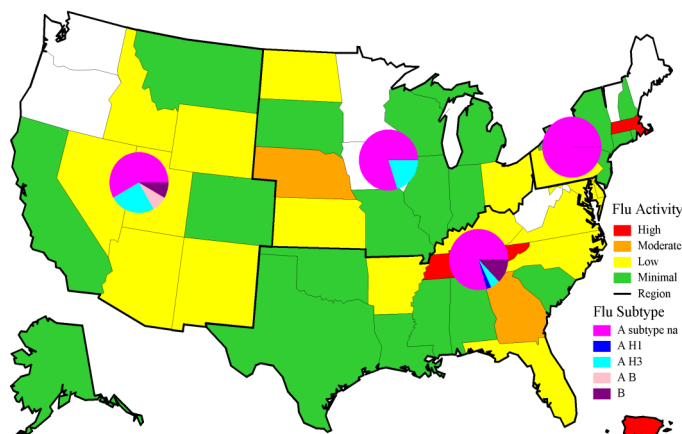 Flu Activity
High
Moderate
Low
Minimal
Region
Flu Subtype
A subtype na
A H1
A H3
A B
B